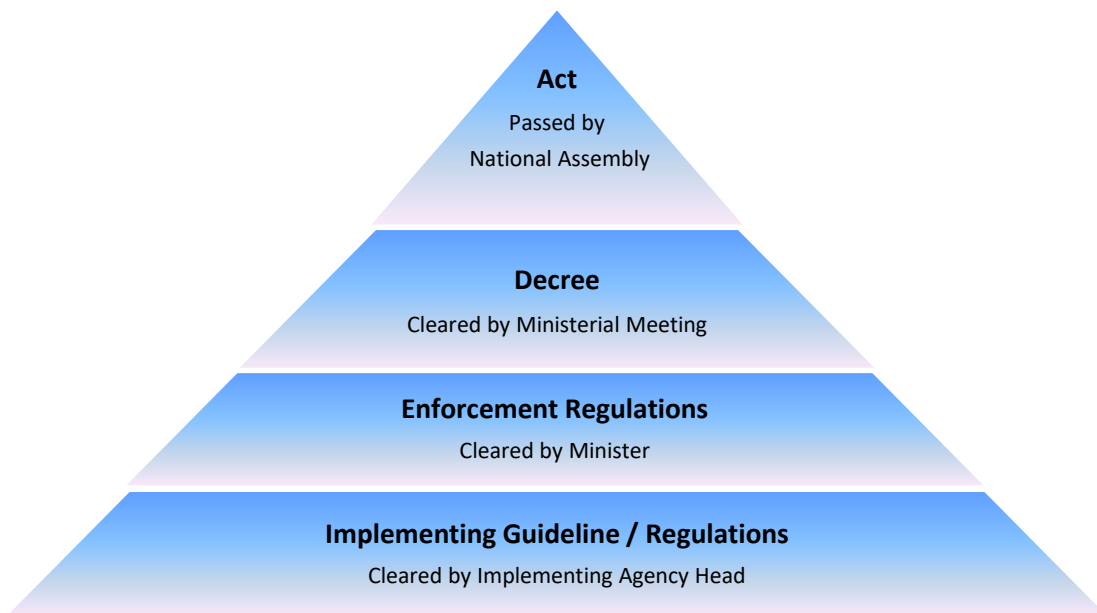 Act
Passed by
National Assembly
Decree
Cleared by Ministerial Meeting
Enforcement Regulations
Cleared by Minister
Implementing Guideline / Regulations
Cleared by Implementing Agency Head